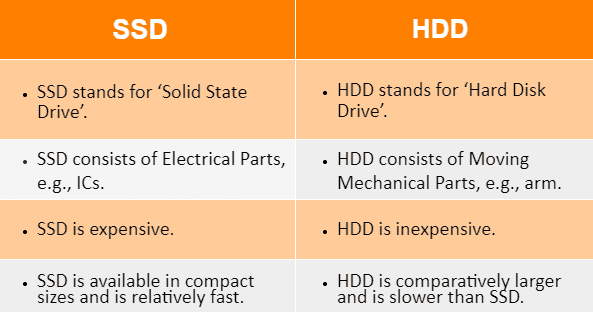 SSD
HDD
• SSD stands for ‘Solid State
Drive’.
• HDD stands for ‘Hard Disk
Drive’.
• SSD consists of Electrical Parts,
e.g., ICs.
• HDD consists of Moving
Mechanical Parts, e.g., arm.
• SSD is expensive.
• HDD is inexpensive.
• SSD is available in compact
sizes and is relatively fast.
• HDD is comparatively larger
and is slower than SSD.